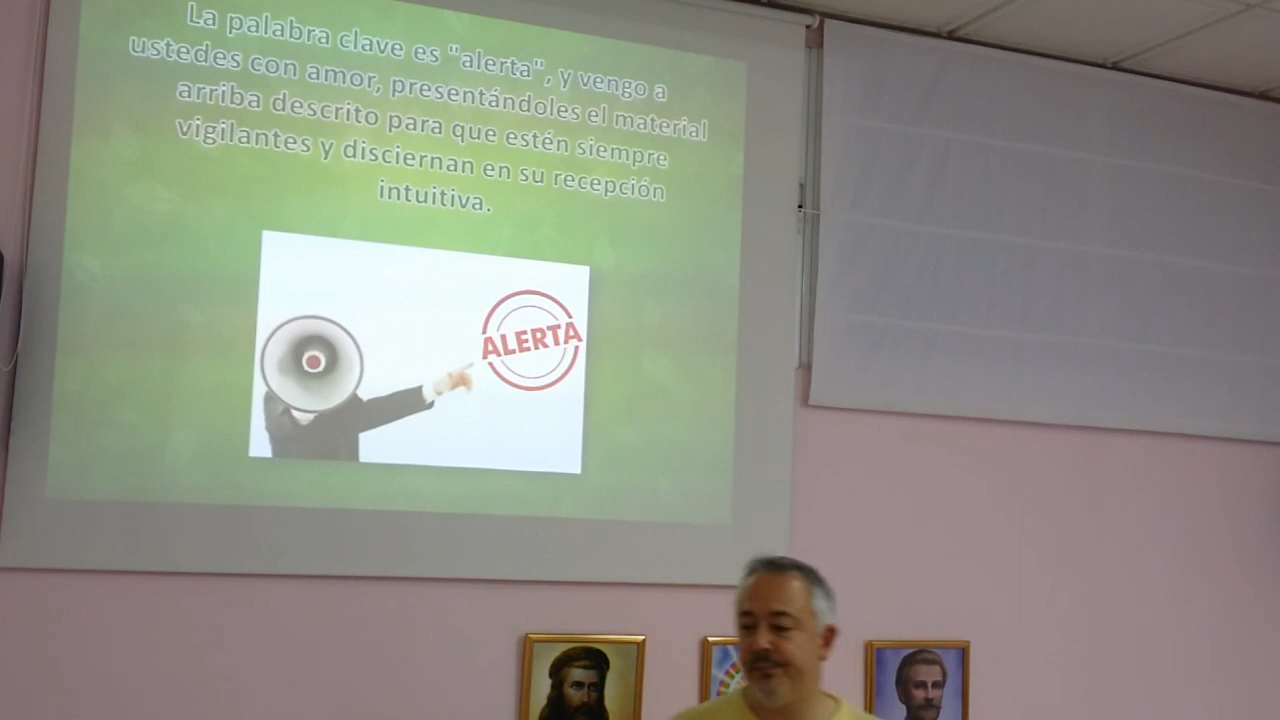 La palabra clave es "alerta", y vengo a
ustedes con amor, presentándoles el material
arriba descrito para que estén siempre
vigilantes y disciernan en su recepción
intuitiva.
ALERTA